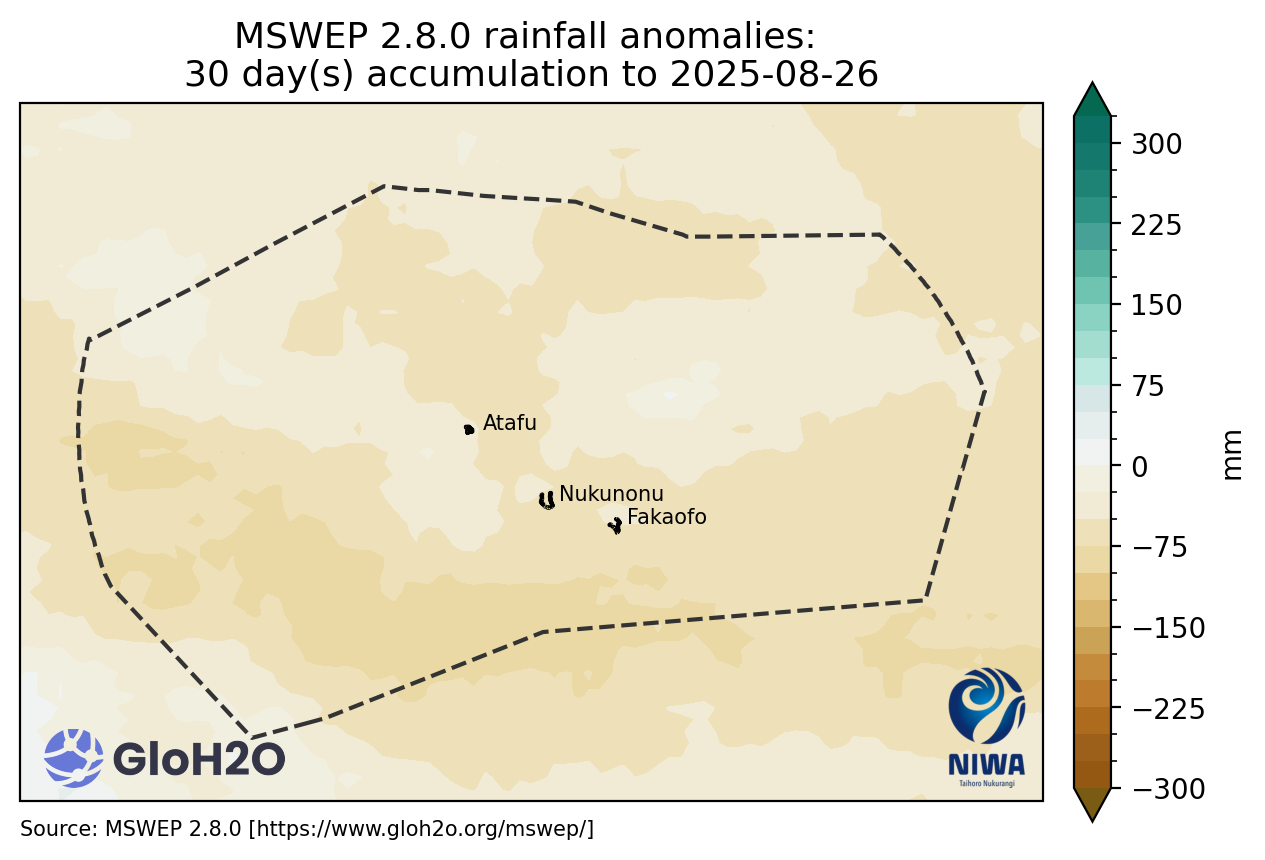 MSWEP 2.8.0 rainfall anomalies:
30 day(s) accumulation to 2025-08-26
300
225
150
75
0
−75
−150
−225
−300
mm
Atafu
Nukunonu
Fakaofo
GloH2O
NIWA
Taihoro Nukurangi
Source: MSWEP 2.8.0 [https://www.gloh2o.org/mswep/]